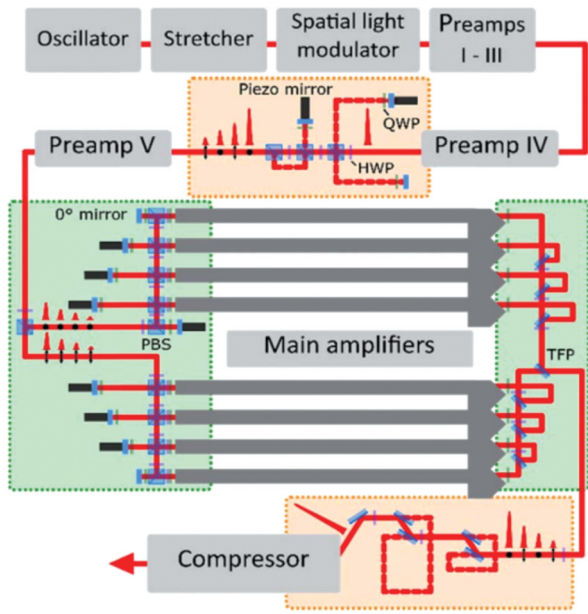 Oscillator
Stretcher
Spatial light
modulator
Preamps
I - III
Piezo mirror
QWP
Preamp V
HWP
Preamp IV
0° mirror
PBS
Main amplifiers
TFP
Compressor